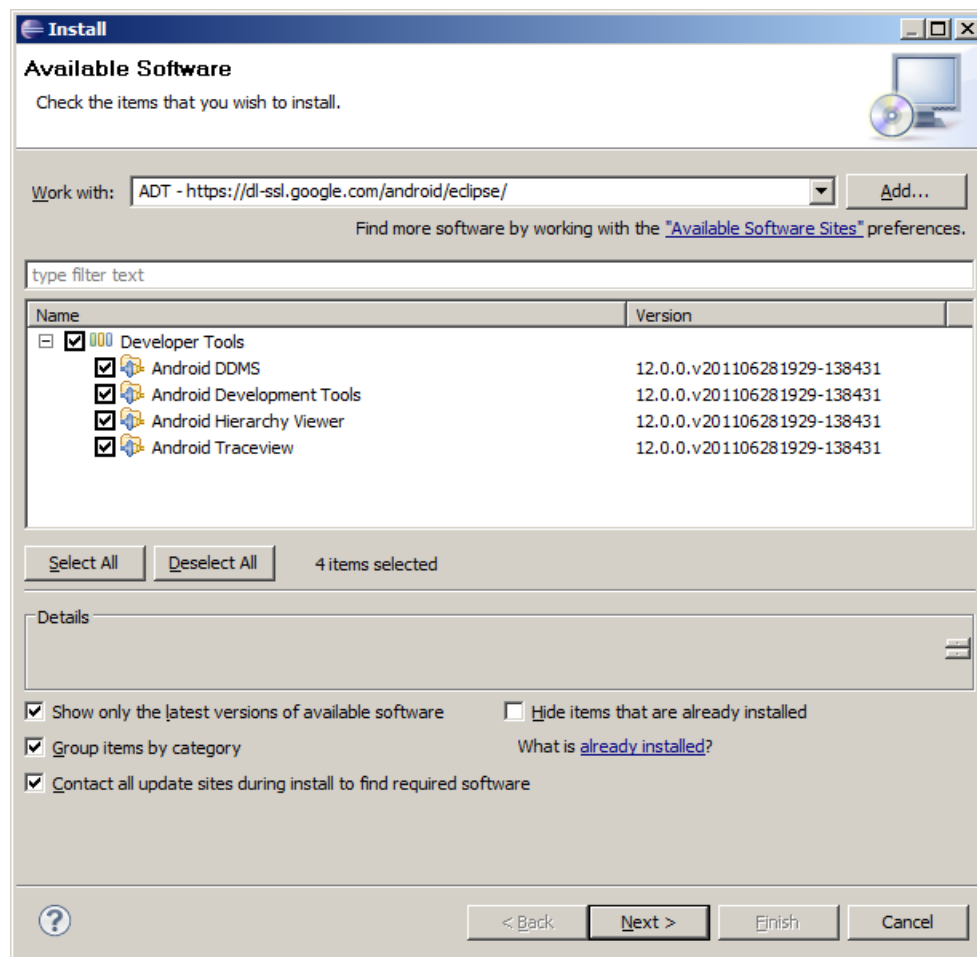 Install
Available Software
Check the items that you wish to install.
Work with: ADT - https://dl-ssl.google.com/android/eclipse/ Add...
Find more software by working with the "Available Software Sites" preferences.
type filter text
Name Version
Developer Tools
Android DDMS 12.0.0.v201106281929-138431
Android Development Tools 12.0.0.v201106281929-138431
Android Hierarchy Viewer 12.0.0.v201106281929-138431
Android Traceview 12.0.0.v201106281929-138431
Select All Deselect All 4 items selected
Details
Show only the latest versions of available software Hide items that are already installed
Group items by category What is already installed?
Contact all update sites during install to find required software
? < Back Next > Finish Cancel